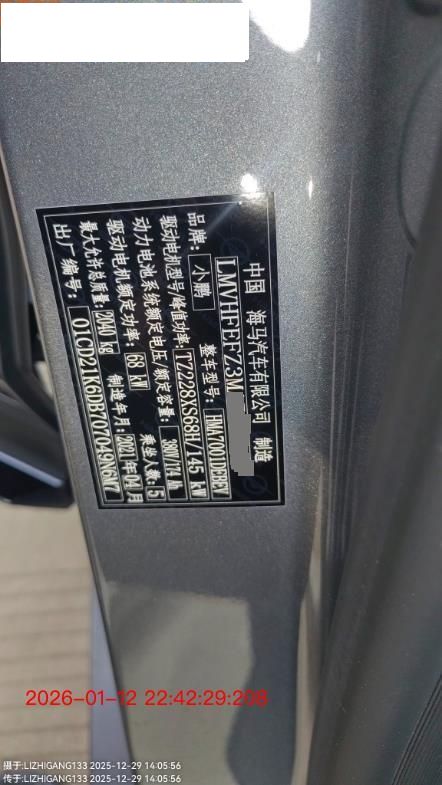 中国 海马汽车有限公司 制造
LMVHFEFZ3M
品牌: 小鹏 整车型号: HMA7001DEBEV
驱动电机型号/峰值功率: TZ228XS68H/145 kW
动力电池系统额定电压/额定容量: 390V/174 Ah
驱动电机额定功率: 68 kW 乘坐人数: 5
最大允许总质量: 2040 kg 制造年月: 2021年04月
出厂编号:
2026-01-12 22:42:29:208
摄于:LIZHIGANG133 2025-12-29 14:05:56
传于:LIZHIGANG133 2025-12-29 14:05:56